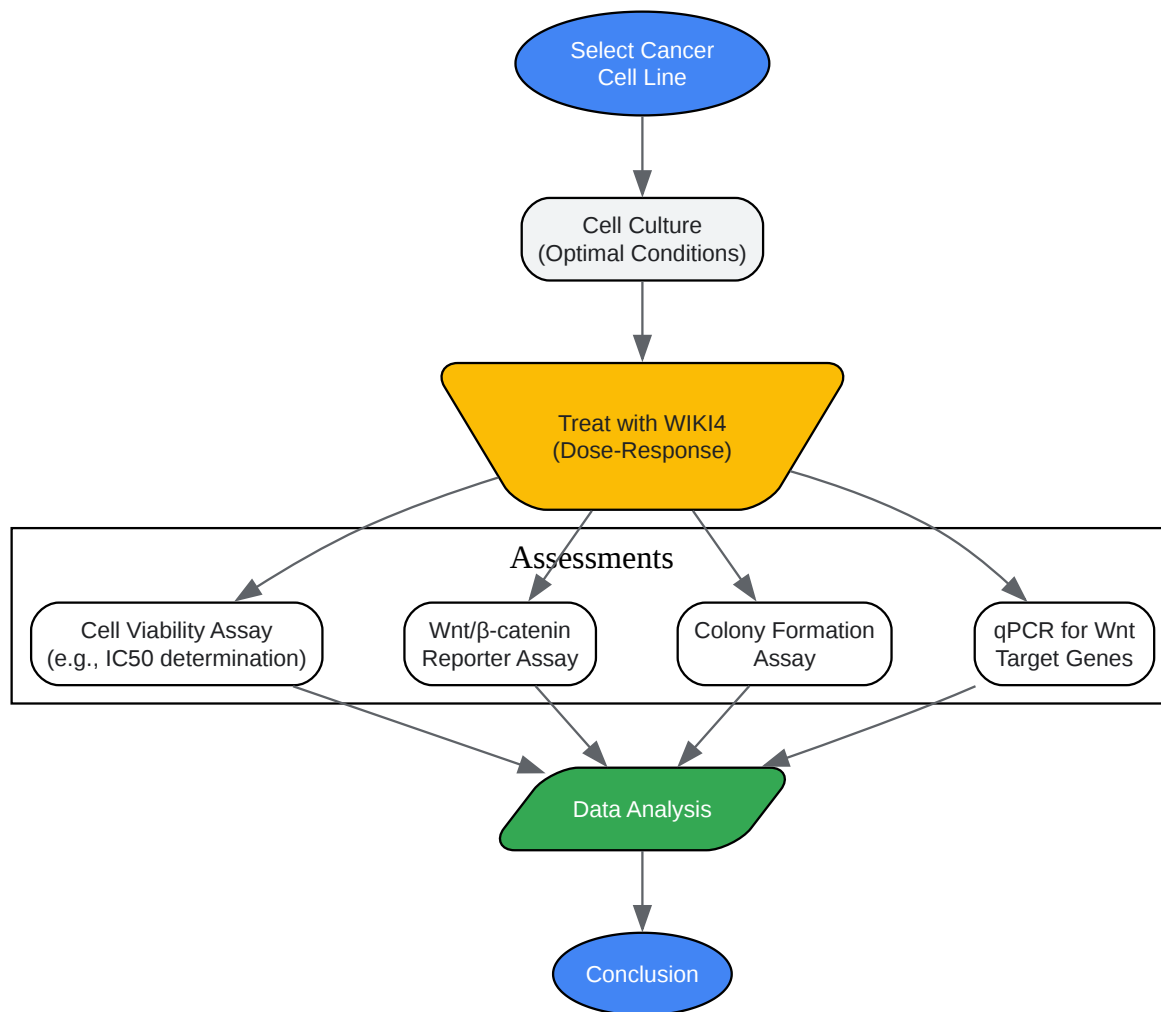 Select Cancer
Cell Line
Cell Culture
(Optimal Conditions)
Treat with WIKI4
(Dose-Response)
Assessments
Cell Viability Assay
(e.g., IC50 determination)
Wnt/β-catenin
Reporter Assay
Colony Formation
Assay
qPCR for Wnt
Target Genes
Data Analysis
Conclusion